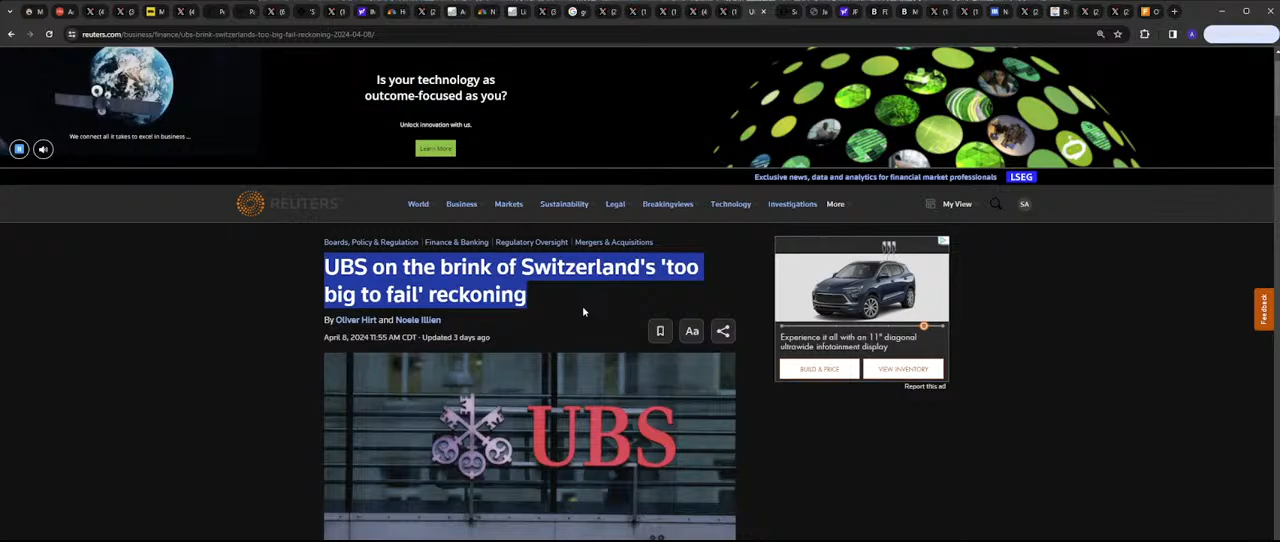 reuters.com/business/finance/ubs-brink-switzerlands-too-big-fail-reckoning-2024-04-08/
We connect all it takes to excel in business ...
Is your technology as
outcome-focused as you?
Unlock innovation with us.
Learn More
Exclusive news, data and analytics for financial market professionals LSEG
REUTERS
World Business Markets Sustainability Legal Breakingviews Technology Investigations More My View SA
Boards, Policy & Regulation | Finance & Banking | Regulatory Oversight | Mergers & Acquisitions
UBS on the brink of Switzerland's 'too
big to fail' reckoning
By Oliver Hirt and Noele Illien
April 8, 2024 11:55 AM CDT · Updated 3 days ago
Aa
UBS
Experience it all with an 11" diagonal
ultrawide infotainment display
BUILD & PRICE VIEW INVENTORY
Report this ad
Feedback